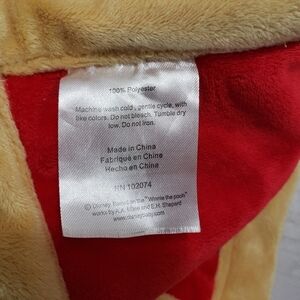 100% Polyester
Machine wash cold, gentle cycle, with
like colors. Do not bleach. Tumble dry
low. Do not iron.
Made in China
Fabriqué en China
Hecho en China
RN 102074
© Disney. Based on the "Winnie the pooh"
works by A.A. Milne and E.H. Shepard
www.disneybaby.com